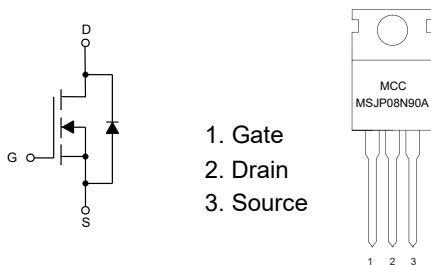 D
G
S
1. Gate
2. Drain
3. Source
MCC
MSJP08N90A
1 2 3